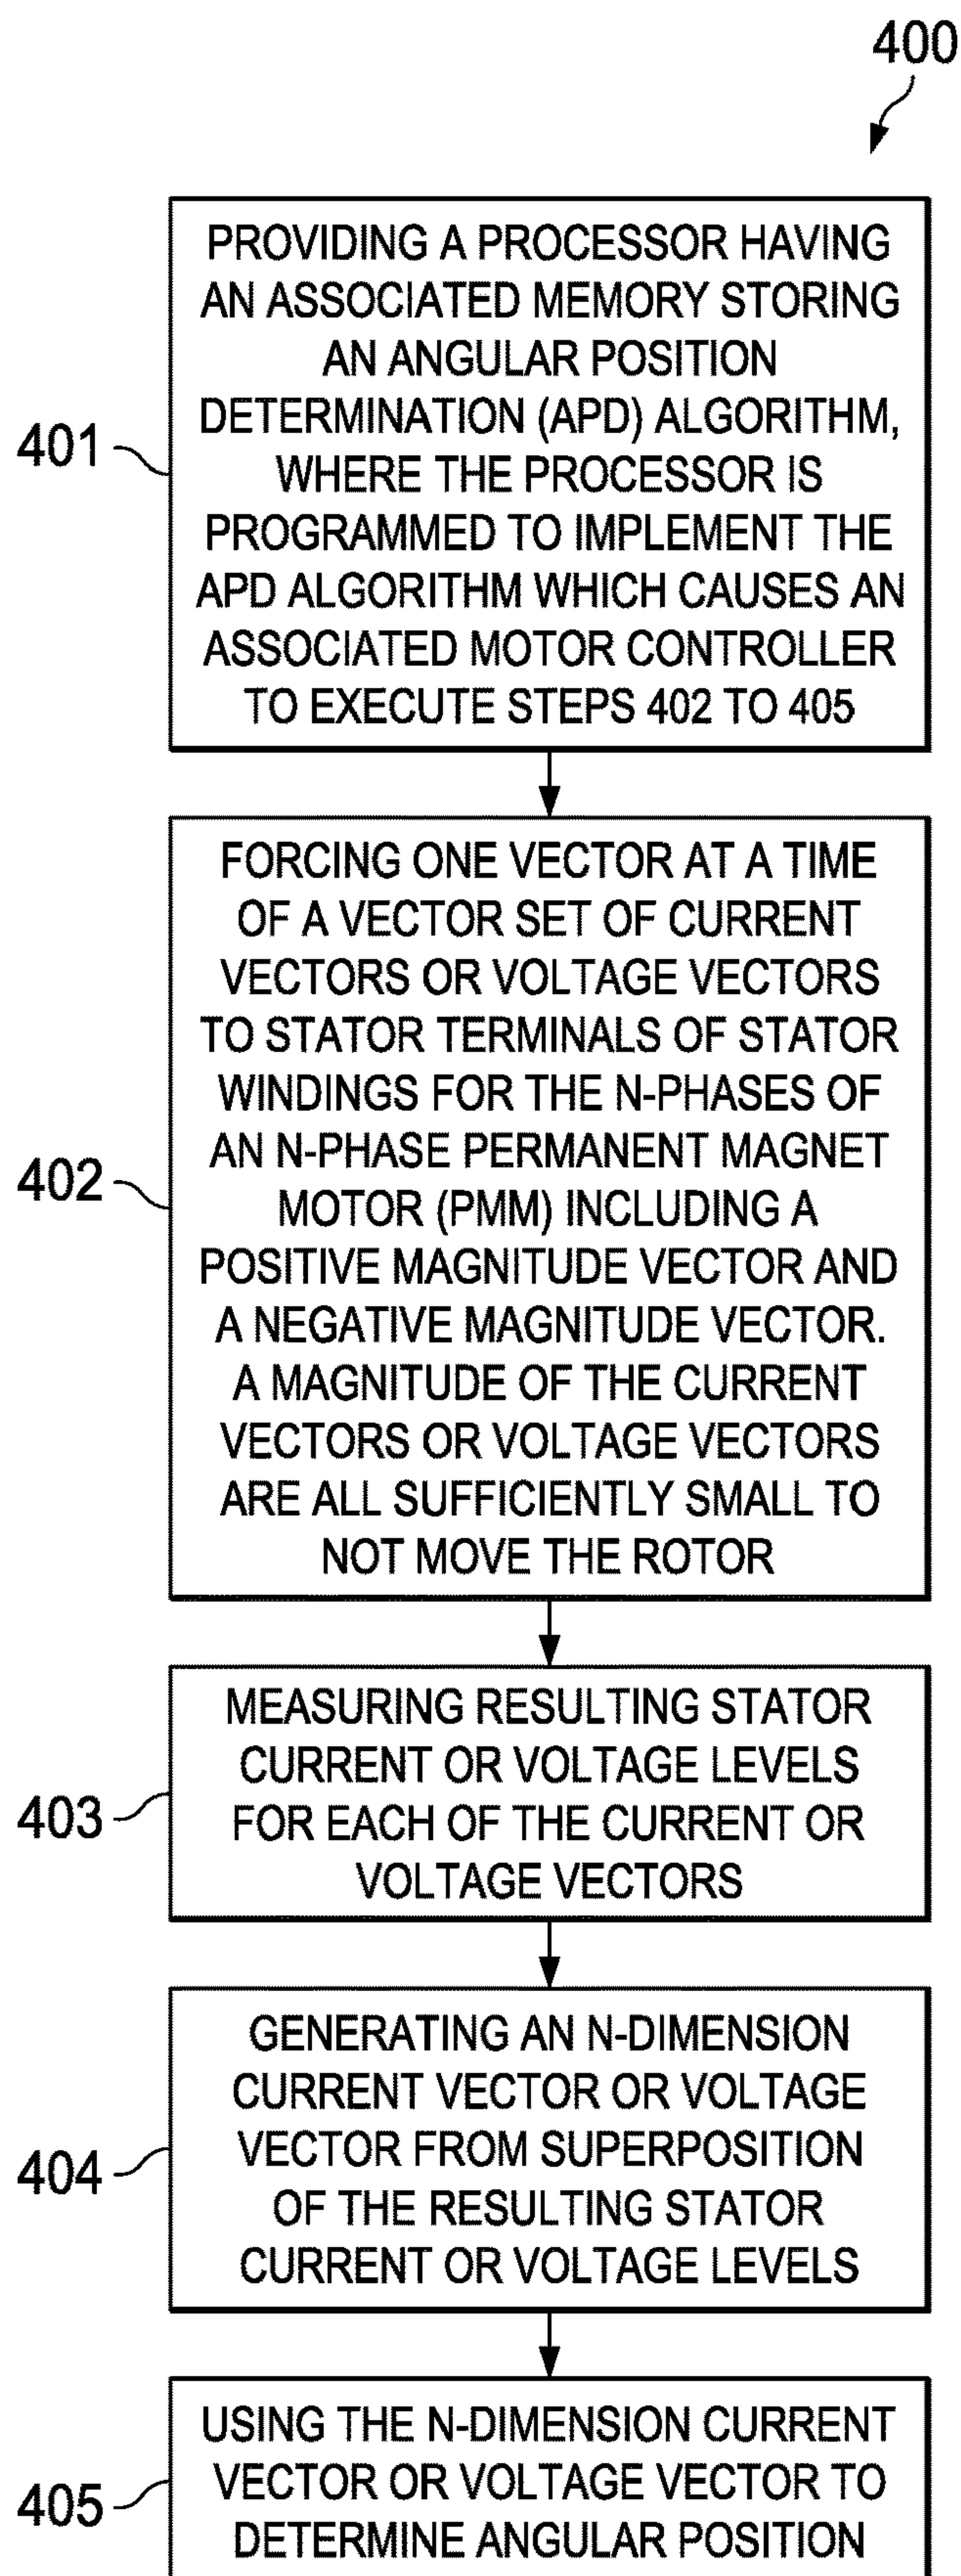 400
PROVIDING A PROCESSOR HAVING
AN ASSOCIATED MEMORY STORING
AN ANGULAR POSITION
DETERMINATION (APD) ALGORITHM,
WHERE THE PROCESSOR IS
PROGRAMMED TO IMPLEMENT THE
APD ALGORITHM WHICH CAUSES AN
ASSOCIATED MOTOR CONTROLLER
TO EXECUTE STEPS 402 TO 405
401
FORCING ONE VECTOR AT A TIME
OF A VECTOR SET OF CURRENT
VECTORS OR VOLTAGE VECTORS
TO STATOR TERMINALS OF STATOR
WINDINGS FOR THE N-PHASES OF
AN N-PHASE PERMANENT MAGNET
MOTOR (PMM) INCLUDING A
POSITIVE MAGNITUDE VECTOR AND
A NEGATIVE MAGNITUDE VECTOR.
A MAGNITUDE OF THE CURRENT
VECTORS OR VOLTAGE VECTORS
ARE ALL SUFFICIENTLY SMALL TO
NOT MOVE THE ROTOR
402
MEASURING RESULTING STATOR
CURRENT OR VOLTAGE LEVELS
FOR EACH OF THE CURRENT OR
VOLTAGE VECTORS
403
GENERATING AN N-DIMENSION
CURRENT VECTOR OR VOLTAGE
VECTOR FROM SUPERPOSITION
OF THE RESULTING STATOR
CURRENT OR VOLTAGE LEVELS
404
USING THE N-DIMENSION CURRENT
VECTOR OR VOLTAGE VECTOR TO
DETERMINE ANGULAR POSITION
405